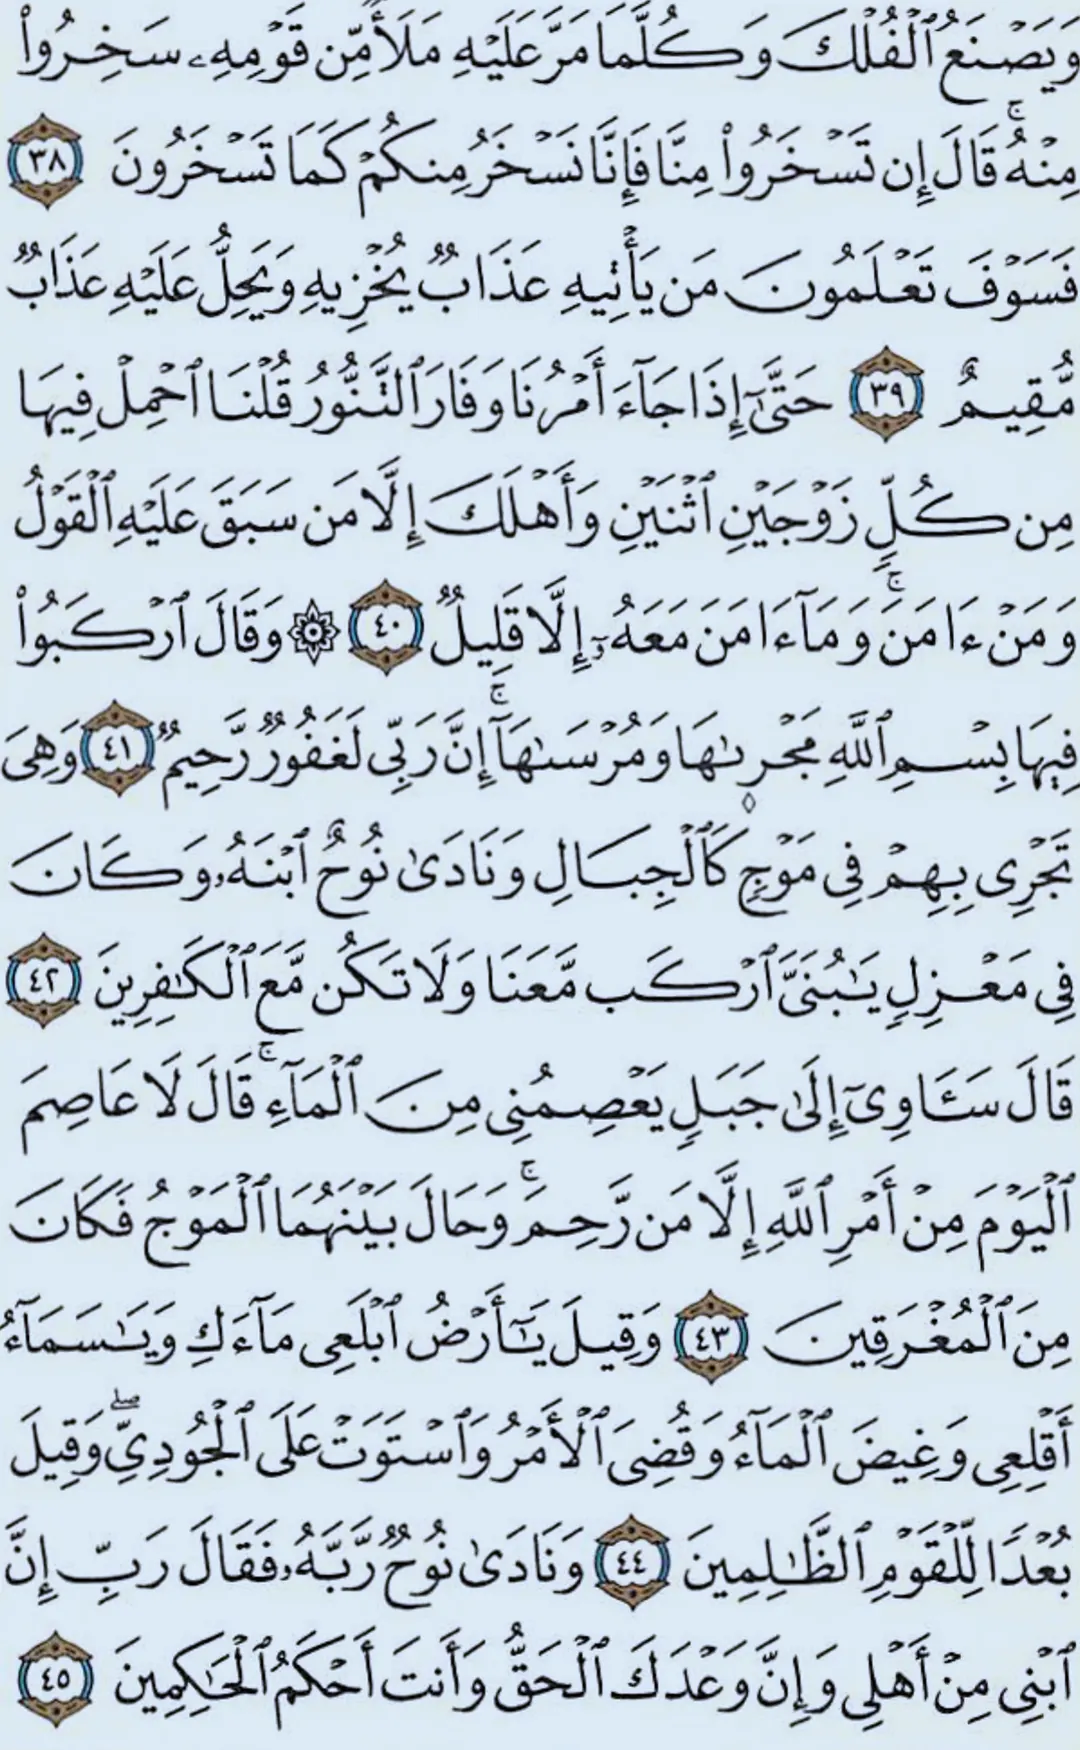 وَيَصۡنَعُ ٱلۡفُلۡكَ وَكُلَّمَا مَرَّ عَلَيۡهِ مَلَأٞ مِّن قَوۡمِهِۦ سَخِرُواْ
مِنۡهُۚ قَالَ إِن تَسۡخَرُواْ مِنَّا فَإِنَّا نَسۡخَرُ مِنكُمۡ كَمَا تَسۡخَرُونَ ٣٨
فَسَوۡفَ تَعۡلَمُونَ مَن يَأۡتِيهِ عَذَابٞ يُخۡزِيهِ وَيَحِلُّ عَلَيۡهِ عَذَابٞ
مُّقِيمٌ ٣٩ حَتَّىٰٓ إِذَا جَآءَ أَمۡرُنَا وَفَارَ ٱلتَّنُّورُ قُلۡنَا ٱحۡمِلۡ فِيهَا
مِن كُلّٖ زَوۡجَيۡنِ ٱثۡنَيۡنِ وَأَهۡلَكَ إِلَّا مَن سَبَقَ عَلَيۡهِ ٱلۡقَوۡلُ
وَمَنۡ ءَامَنَۚ وَمَآ ءَامَنَ مَعَهُۥٓ إِلَّا قَلِيلٞ ٤٠ ۞ وَقَالَ ٱرۡكَبُواْ
فِيهَا بِسۡمِ ٱللَّهِ مَجۡر۪ىٰهَا وَمُرۡسَىٰهَآۚ إِنَّ رَبِّي لَغَفُورٞ رَّحِيمٞ ٤١ وَهِيَ
تَجۡرِي بِهِمۡ فِي مَوۡجٖ كَٱلۡجِبَالِ وَنَادَىٰ نُوحٌ ٱبۡنَهُۥ وَكَانَ
فِي مَعۡزِلٖ يَٰبُنَيَّ ٱرۡكَب مَّعَنَا وَلَا تَكُن مَّعَ ٱلۡكَٰفِرِينَ ٤٢
قَالَ سَـَٔاوِيٓ إِلَىٰ جَبَلٖ يَعۡصِمُنِي مِنَ ٱلۡمَآءِۚ قَالَ لَا عَاصِمَ
ٱلۡيَوۡمَ مِنۡ أَمۡرِ ٱللَّهِ إِلَّا مَن رَّحِمَۚ وَحَالَ بَيۡنَهُمَا ٱلۡمَوۡجُ فَكَانَ
مِنَ ٱلۡمُغۡرَقِينَ ٤٣ وَقِيلَ يَٰٓأَرۡضُ ٱبۡلَعِي مَآءَكِ وَيَٰسَمَآءُ
أَقۡلِعِي وَغِيضَ ٱلۡمَآءُ وَقُضِيَ ٱلۡأَمۡرُ وَٱسۡتَوَتۡ عَلَى ٱلۡجُودِيِّۖ وَقِيلَ
بُعۡدٗا لِّلۡقَوۡمِ ٱلظَّٰلِمِينَ ٤٤ وَنَادَىٰ نُوحٞ رَّبَّهُۥ فَقَالَ رَبِّ إِنَّ
ٱبۡنِي مِنۡ أَهۡلِي وَإِنَّ وَعۡدَكَ ٱلۡحَقُّ وَأَنتَ أَحۡكَمُ ٱلۡحَٰكِمِينَ ٤٥